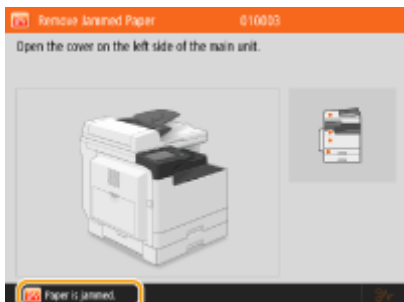 Remove Jammed Paper 010003
Open the cover on the left side of the main unit.
Paper is jammed.